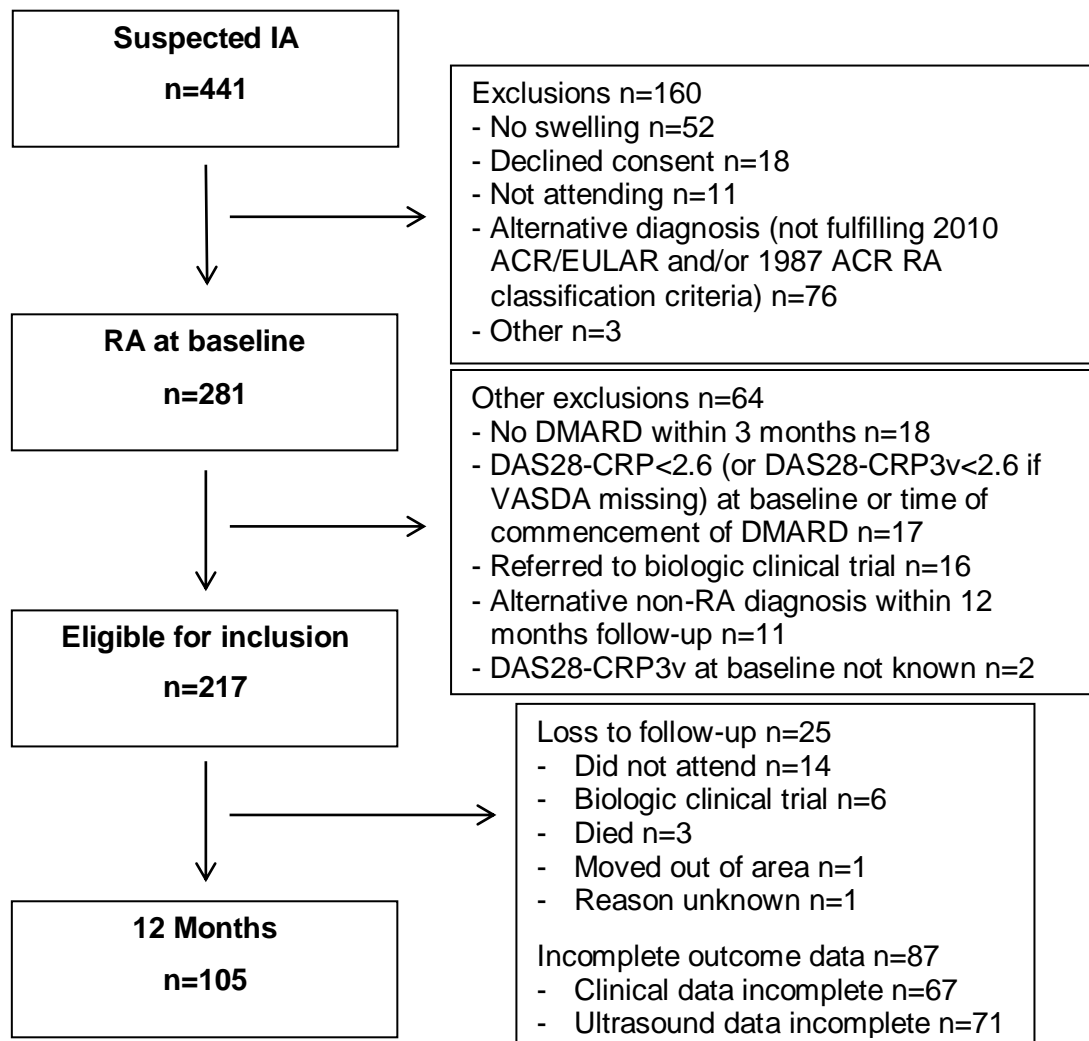 Suspected IA
n=441
Exclusions n=160
- No swelling n=52
- Declined consent n=18
- Not attending n=11
- Alternative diagnosis (not fulfilling 2010
ACR/EULAR and/or 1987 ACR RA
classification criteria) n=76
- Other n=3
RA at baseline
n=281
Other exclusions n=64
- No DMARD within 3 months n=18
- DAS28-CRP<2.6 (or DAS28-CRP3v<2.6 if
VASDA missing) at baseline or time of
commencement of DMARD n=17
- Referred to biologic clinical trial n=16
- Alternative non-RA diagnosis within 12
months follow-up n=11
- DAS28-CRP3v at baseline not known n=2
Eligible for inclusion
n=217
Loss to follow-up n=25
- Did not attend n=14
- Biologic clinical trial n=6
- Died n=3
- Moved out of area n=1
- Reason unknown n=1
Incomplete outcome data n=87
- Clinical data incomplete n=67
- Ultrasound data incomplete n=71
12 Months
n=105